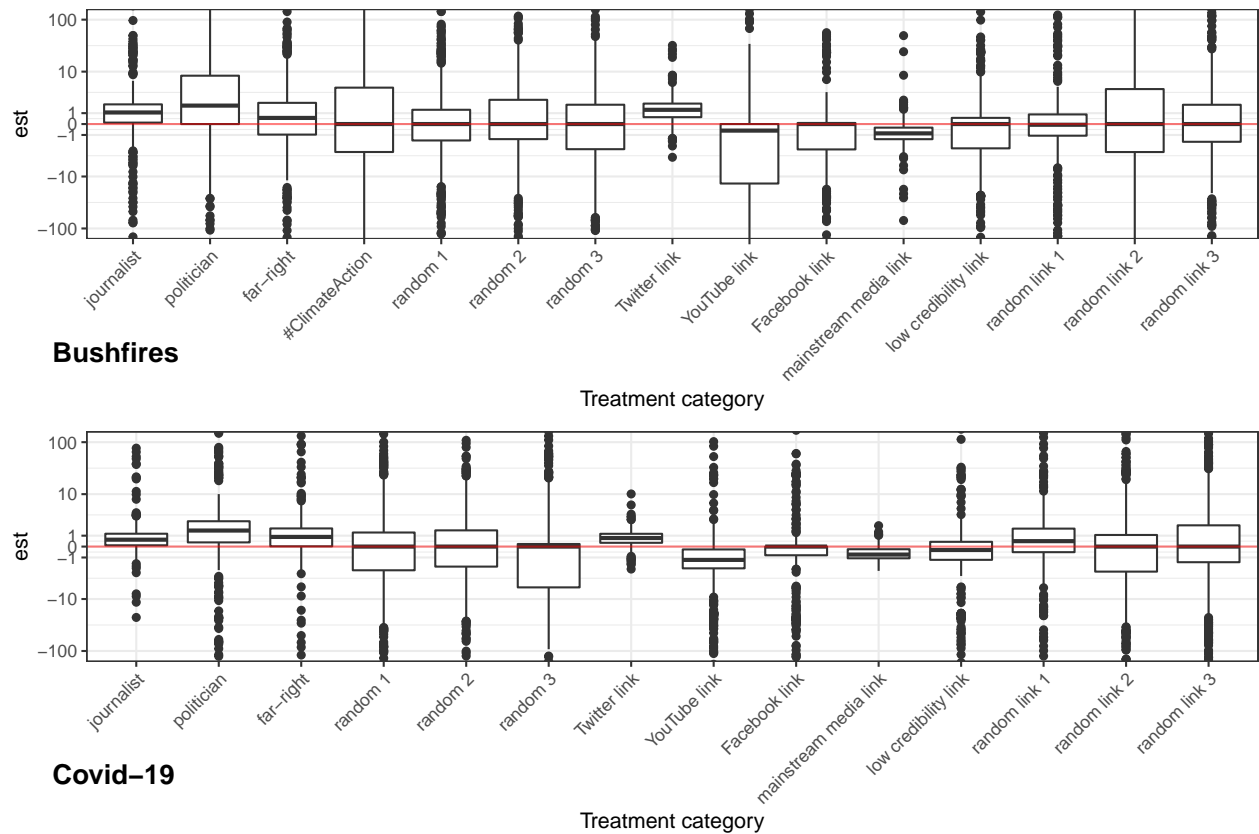 100
10
1
0
−1
−10
−100
est
journalist
politician
far−right
#ClimateAction
random 1
random 2
random 3
Twitter link
YouTube link
Facebook link
mainstream media link
low credibility link
random link 1
random link 2
random link 3
Bushfires
Treatment category
100
10
1
0
−1
−10
−100
est
journalist
politician
far−right
random 1
random 2
random 3
Twitter link
YouTube link
Facebook link
mainstream media link
low credibility link
random link 1
random link 2
random link 3
Covid−19
Treatment category